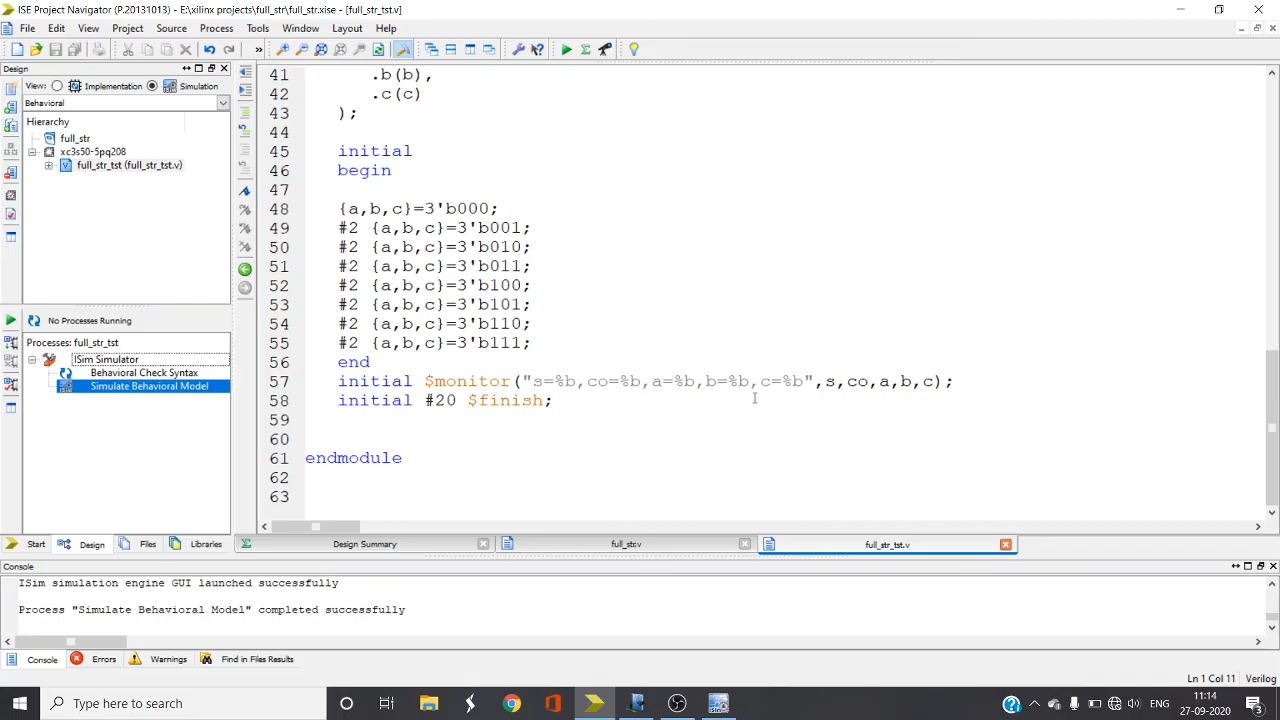 ISE Project Navigator (P.20131013) - E:\xilinx projects\full_str\full_str.xise - [full_str_tst.v]
File Edit View Project Source Process Tools Window Layout Help
»
Design
View: Implementation Simulation
Behavioral
Hierarchy
full_str
xc3s50-5pq208
full_str_tst (full_str_tst.v)
No Processes Running
Processes: full_str_tst
ISim Simulator
Behavioral Check Syntax
Simulate Behavioral Model
Start Design Files Libraries
41 .b(b),
42 .c(c)
43 );
44
45 initial
46 begin
47
48 {a,b,c}=3'b000;
49 #2 {a,b,c}=3'b001;
50 #2 {a,b,c}=3'b010;
51 #2 {a,b,c}=3'b011;
52 #2 {a,b,c}=3'b100;
53 #2 {a,b,c}=3'b101;
54 #2 {a,b,c}=3'b110;
55 #2 {a,b,c}=3'b111;
56 end
57 initial $monitor("s=%b,co=%b,a=%b,b=%b,c=%b",s,co,a,b,c);
58 initial #20 $finish;
59
60
61 endmodule
62
63
Design Summary full_str.v full_str_tst.v
Console
ISim simulation engine GUI launched successfully
Process "Simulate Behavioral Model" completed successfully
Console Errors Warnings Find in Files Results
Ln 1 Col 11 Verilog
Type here to search
ENG
11:14
27-09-2020
3